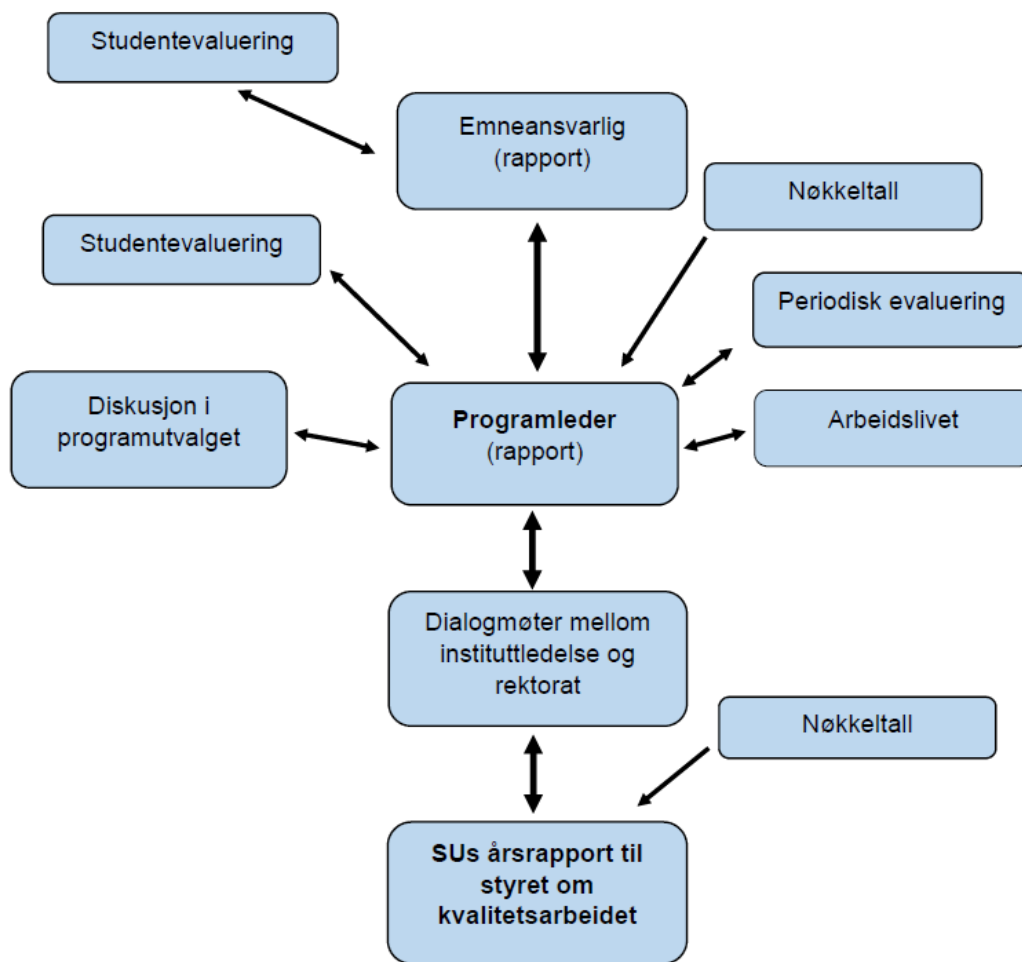 Studentevaluering
Emneansvarlig
(rapport)
Nøkkeltall
Studentevaluering
Periodisk evaluering
Diskusjon i
programutvalget
Programleder
(rapport)
Arbeidslivet
Dialogmøter mellom
instituttledelse og
rektorat
Nøkkeltall
SUs årsrapport til
styret om
kvalitetsarbeidet